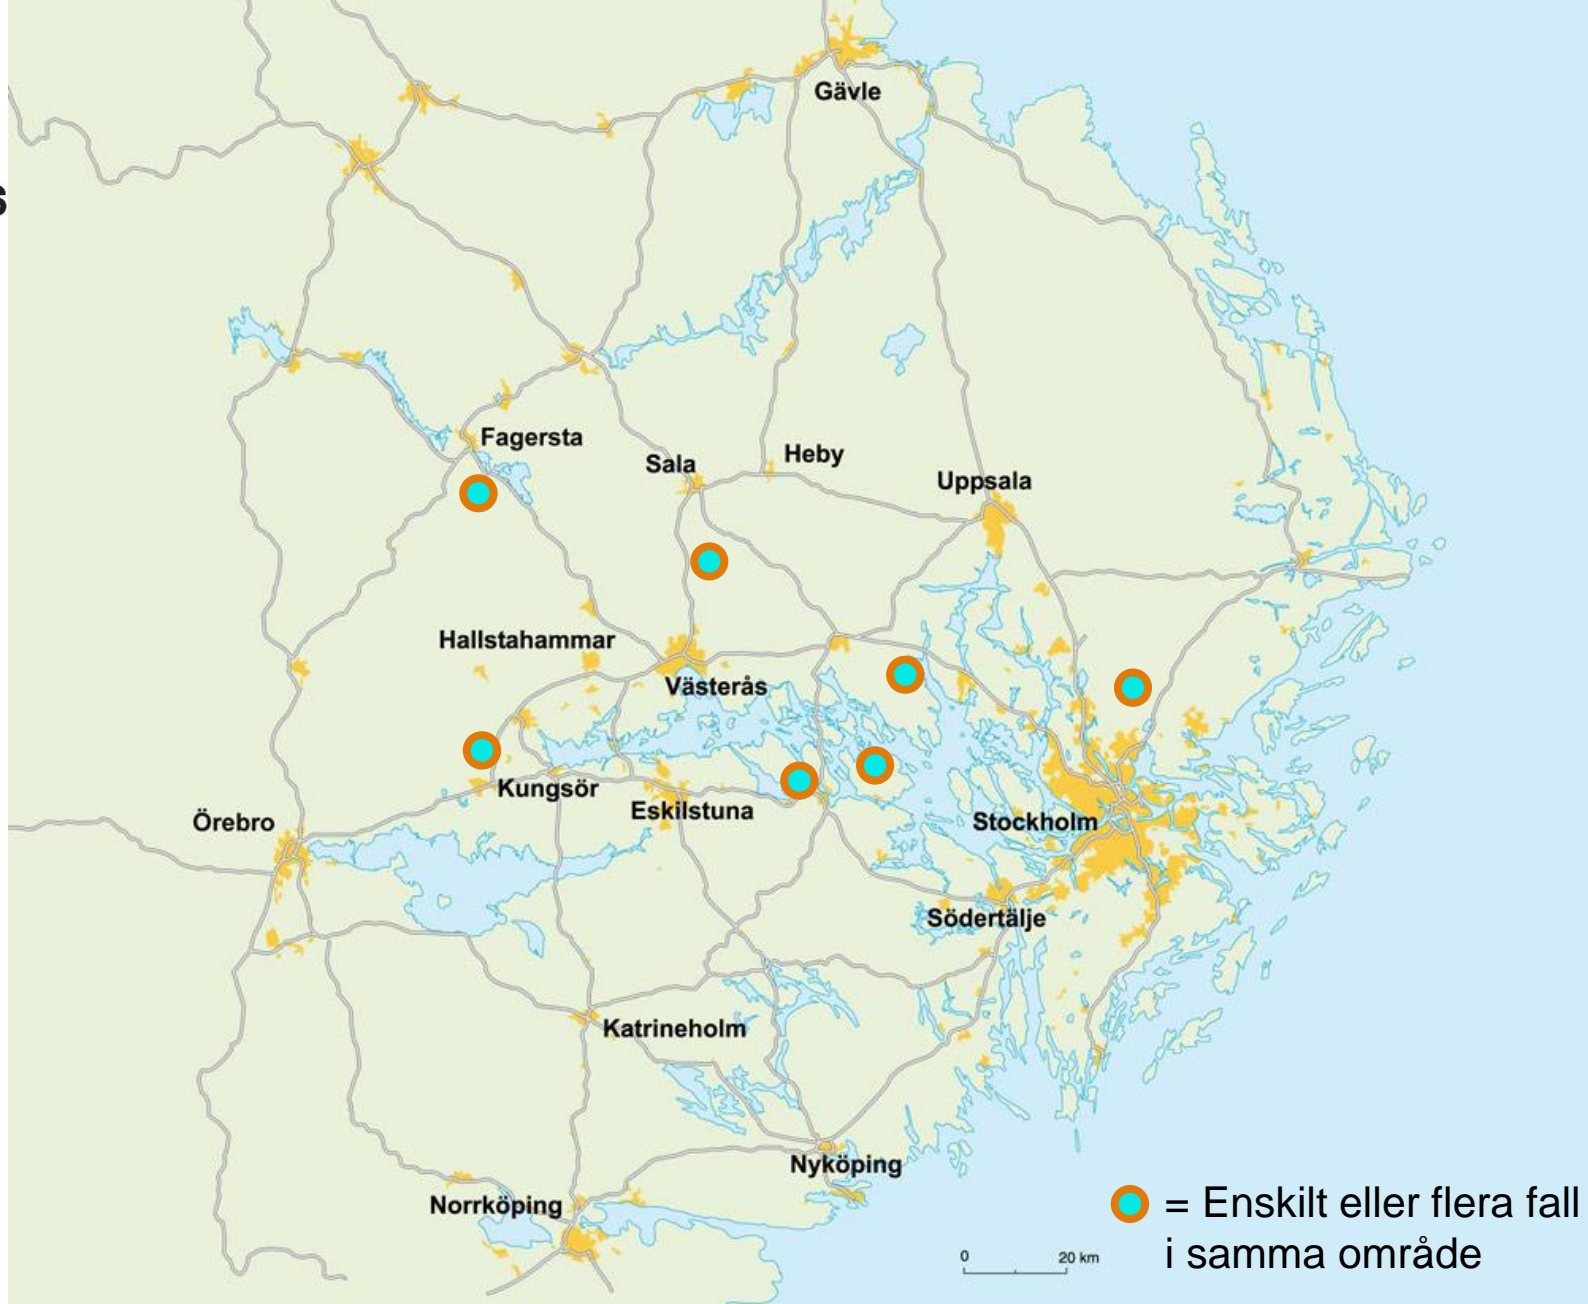 Gävle
s
Fagersta
Sala
Heby
Uppsala
Hallstahammar
Västerås
Kungsör
Eskilstuna
Örebro
Stockholm
Södertälje
Katrineholm
Nyköping
Norrköping
= Enskilt eller flera fall
i samma område
0 20 km